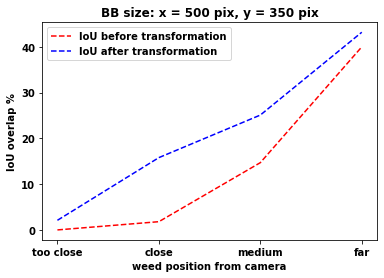 BB size: x = 500 pix, y = 350 pix
IoU before transformation
IoU after transformation
IoU overlap %
40
30
20
10
0
too close close medium far
weed position from camera